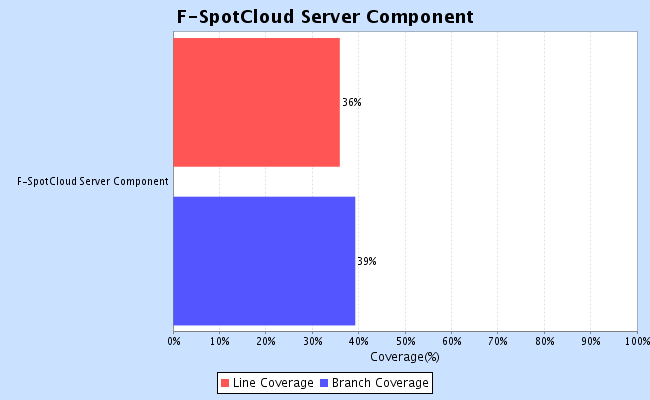 F-SpotCloud Server Component
36%
F-SpotCloud Server Component
39%
0% 10% 20% 30% 40% 50% 60% 70% 80% 90% 100%
Coverage(%)
Line Coverage Branch Coverage